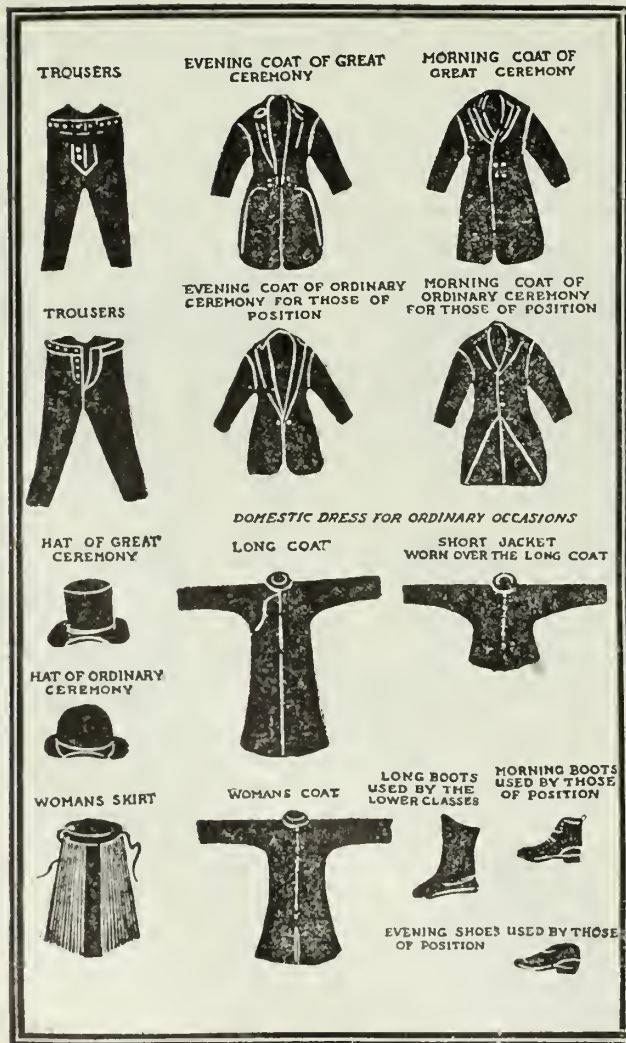 TROUSERS
EVENING COAT OF GREAT
CEREMONY
MORNING COAT OF
GREAT CEREMONY
TROUSERS
EVENING COAT OF ORDINARY
CEREMONY FOR THOSE OF
POSITION
MORNING COAT OF
ORDINARY CEREMONY
FOR THOSE OF POSITION
DOMESTIC DRESS FOR ORDINARY OCCASIONS
HAT OF GREAT
CEREMONY
LONG COAT
SHORT JACKET
WORN OVER THE LONG COAT
HAT OF ORDINARY
CEREMONY
WOMANS SKIRT
WOMANS COAT
LONG BOOTS
USED BY THE
LOWER CLASSES
MORNING BOOTS
USED BY THOSE
OF POSITION
EVENING SHOES USED BY THOSE
OF POSITION